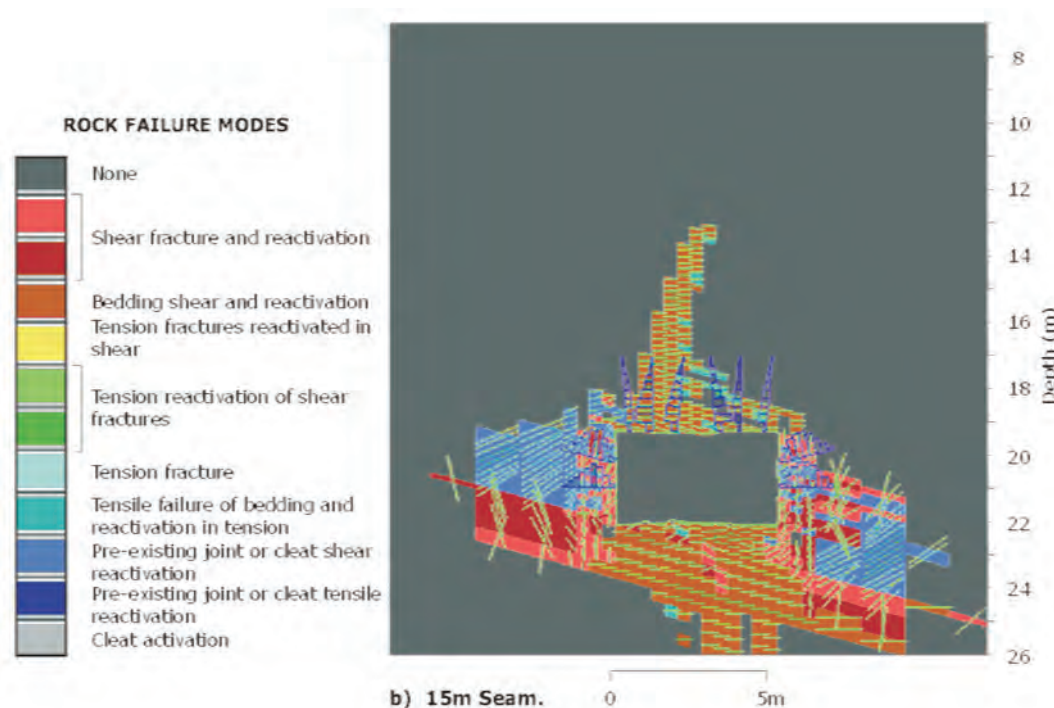 ROCK FAILURE MODES
None
Shear fracture and reactivation
Bedding shear and reactivation
Tension fractures reactivated in
shear
Tension reactivation of shear
fractures
Tension fracture
Tensile failure of bedding and
reactivation in tension
Pre-existing joint or cleat shear
reactivation
Pre-existing joint or cleat tensile
reactivation
Cleat activation
8
10
12
14
16
18
20
22
24
26
Depth (m)
b) 15m Seam.
0 5m